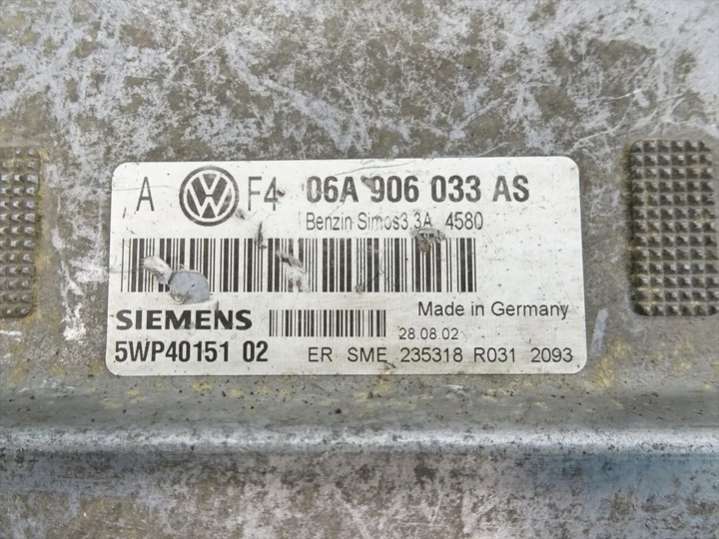 A VW F4 06A 906 033 AS
Benzin Simos3.3A 4580
SIEMENS
Made in Germany
28.08.02
5WP40151 02 ER SME 235318 R031 2093